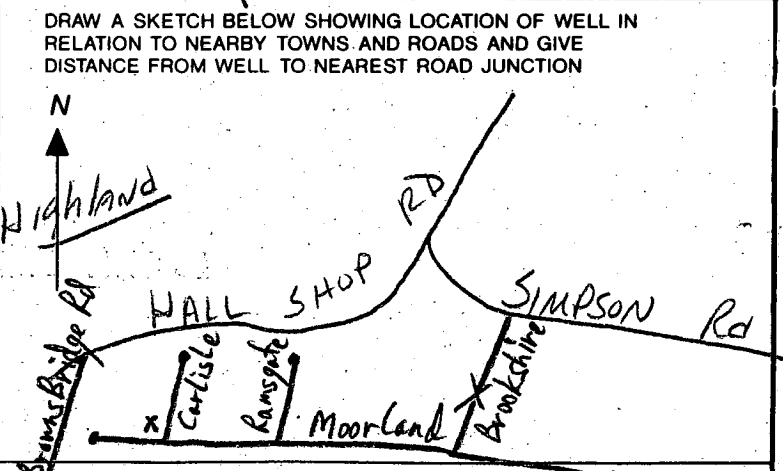 DRAW A SKETCH BELOW SHOWING LOCATION OF WELL IN
RELATION TO NEARBY TOWNS AND ROADS AND GIVE
DISTANCE FROM WELL TO NEAREST ROAD JUNCTION
N
Highland
HALL SHOP RD
SIMPSON Rd
Browns Bridge Rd
Carlisle
Ramsgate
Brookshire
x
X
Moorland